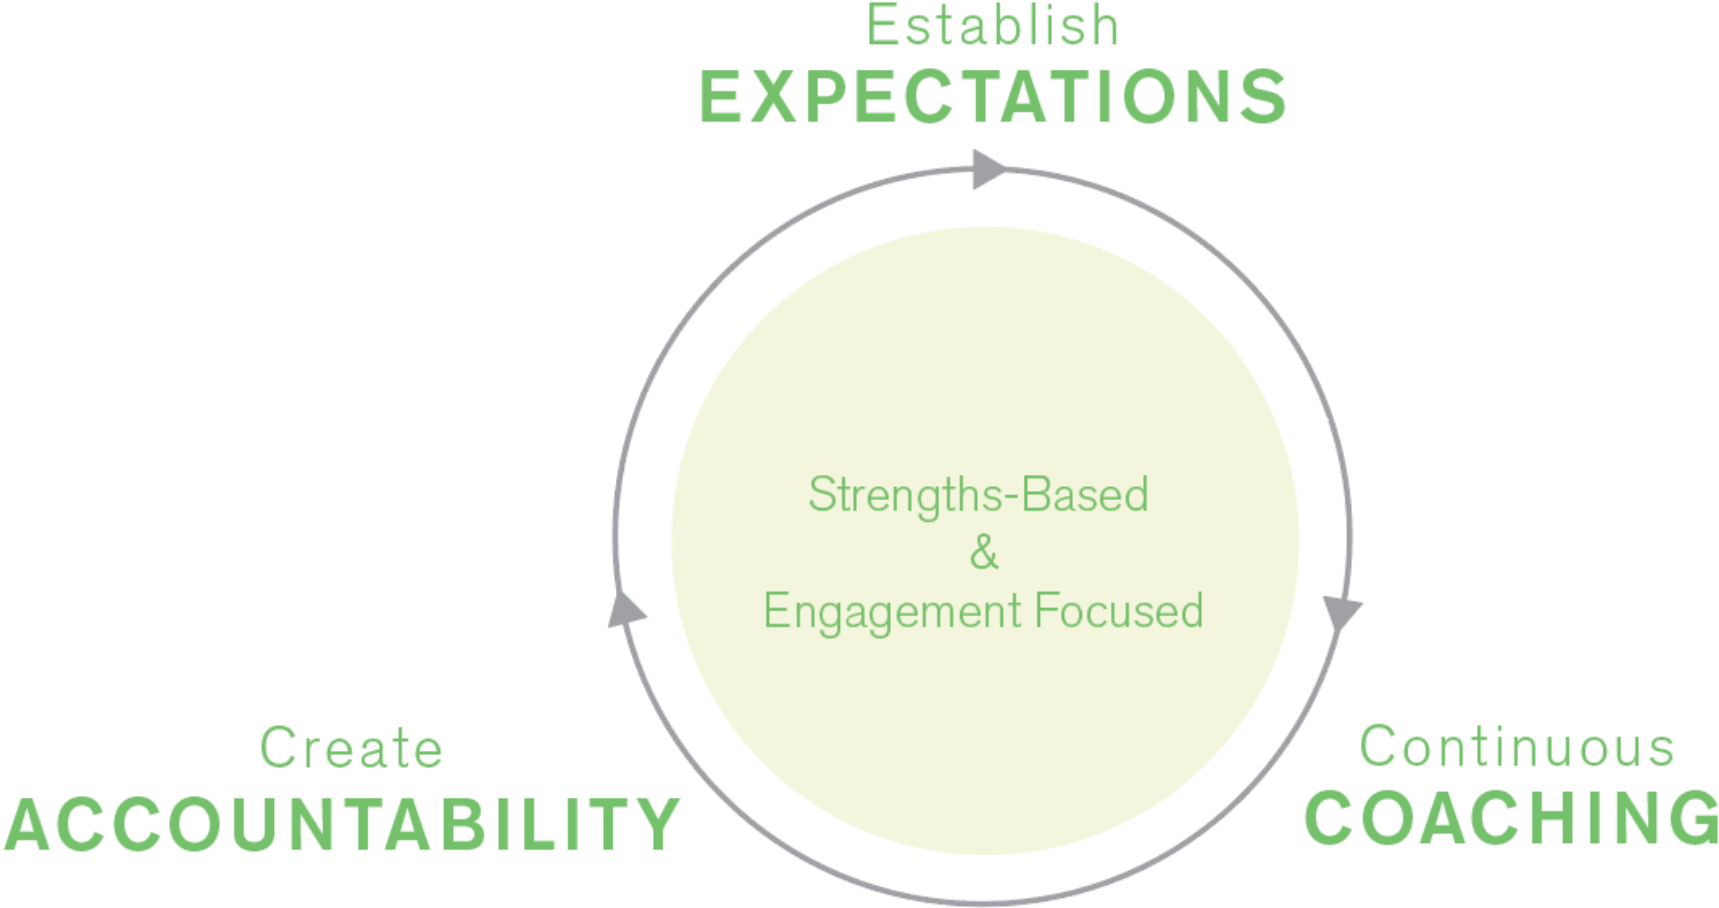 Establish
EXPECTATIONS
Strengths-Based
&
Engagement Focused
Create
ACCOUNTABILITY
Continuous
COACHING